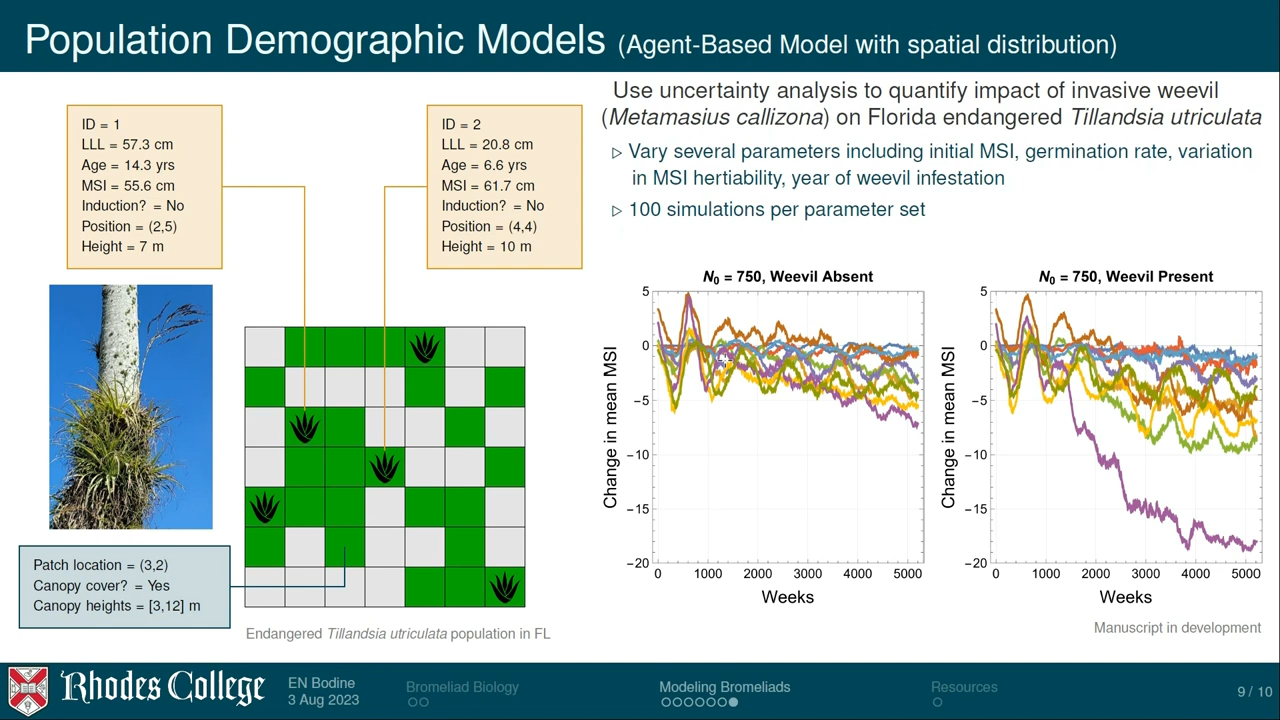 Population Demographic Models (Agent-Based Model with spatial distribution)
ID = 1
LLL = 57.3 cm
Age = 14.3 yrs
MSI = 55.6 cm
Induction? = No
Position = (2,5)
Height = 7 m
ID = 2
LLL = 20.8 cm
Age = 6.6 yrs
MSI = 61.7 cm
Induction? = No
Position = (4,4)
Height = 10 m
Patch location = (3,2)
Canopy cover? = Yes
Canopy heights = [3,12] m
Endangered Tillandsia utriculata population in FL
Use uncertainty analysis to quantify impact of invasive weevil
(Metamasius callizona) on Florida endangered Tillandsia utriculata
▷ Vary several parameters including initial MSI, germination rate, variation
in MSI hertiability, year of weevil infestation
▷ 100 simulations per parameter set
N0 = 750, Weevil Absent
Change in mean MSI
5
0
−5
−10
−15
−20
0 1000 2000 3000 4000 5000
Weeks
N0 = 750, Weevil Present
Change in mean MSI
5
0
−5
−10
−15
−20
0 1000 2000 3000 4000 5000
Weeks
Manuscript in development
Rhodes College
EN Bodine
3 Aug 2023
Bromeliad Biology
Modeling Bromeliads
Resources
9 / 10